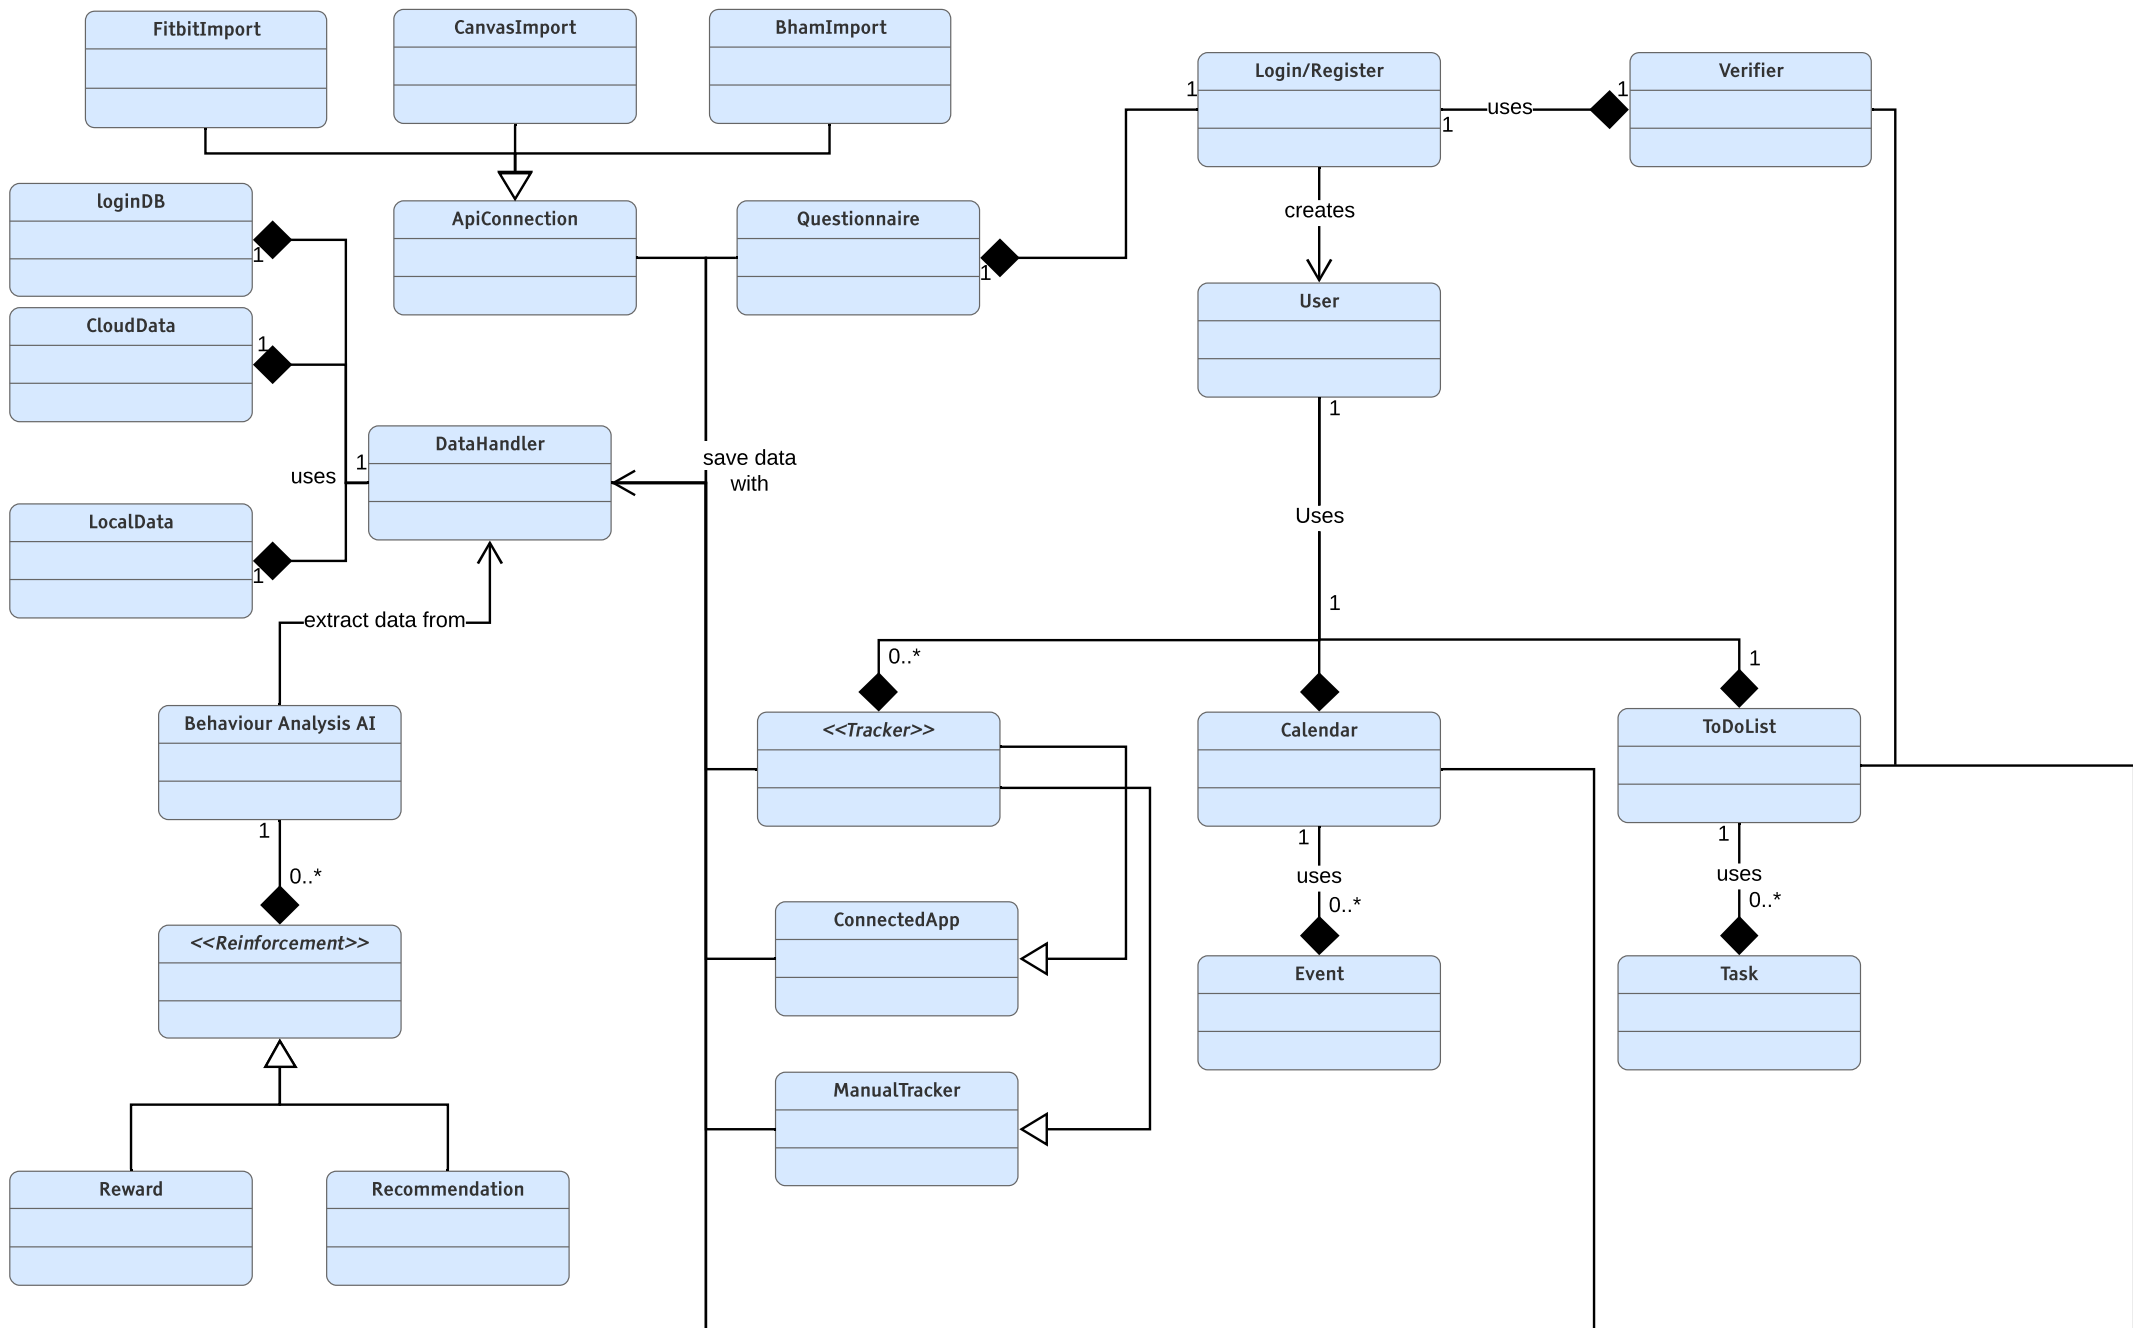 FitbitImport
CanvasImport
BhamImport
Login/Register
Verifier
1
uses
1
1
loginDB
ApiConnection
Questionnaire
creates
1
1
User
CloudData
1
1
DataHandler
save data
with
uses
1
LocalData
1
Uses
extract data from
1
0..*
1
Behaviour Analysis AI
<<Tracker>>
Calendar
ToDoList
1
0..*
1
uses
0..*
1
uses
0..*
<<Reinforcement>>
ConnectedApp
Event
Task
ManualTracker
Reward
Recommendation